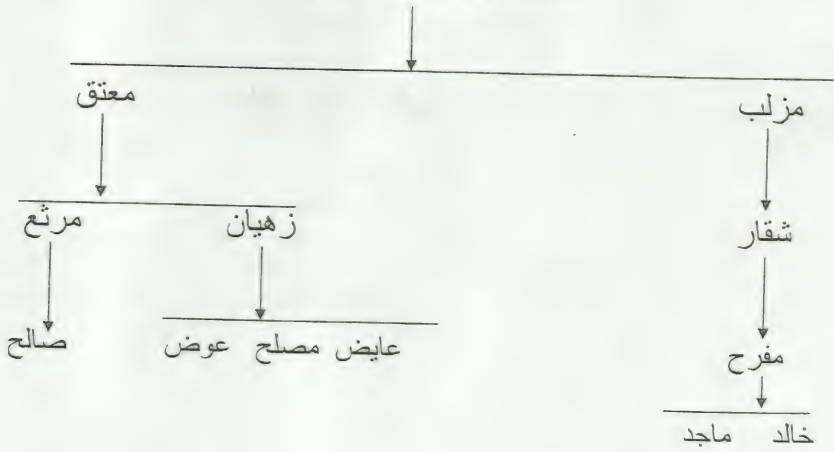 مزلب معتق
شقار زهيان مرثع
مفرح عايض مصلح عوض صالح
خالد ماجد